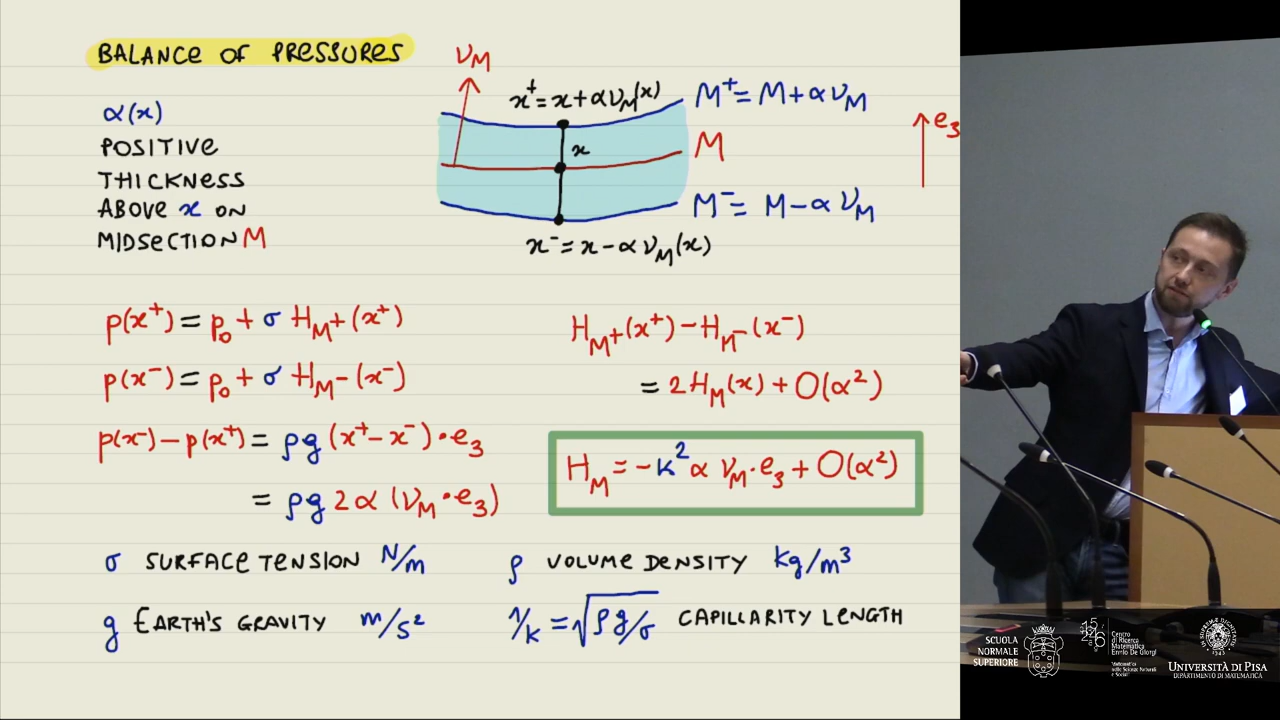 BALANCE OF PRESSURES
α(x)
POSITIVE
THICKNESS
ABOVE x ON
MIDSECTION M
ν_M
x⁺ = x + αν_M(x)
M⁺ = M + αν_M
x
M
M⁻ = M - αν_M
x⁻ = x - αν_M(x)
e₃
p(x⁺) = p₀ + σ H_M+(x⁺)
p(x⁻) = p₀ + σ H_M-(x⁻)
p(x⁻) - p(x⁺) = ρg (x⁺ - x⁻)·e₃
= ρg 2α (ν_M·e₃)
H_M+(x⁺) - H_M-(x⁻)
= 2H_M(x) + O(α²)
H_M = -κ²α ν_M·e₃ + O(α²)
σ SURFACE TENSION N/m
ρ VOLUME DENSITY kg/m³
g EARTH'S GRAVITY m/s²
1/κ = √ρg/σ CAPILLARITY LENGTH
SCUOLA
NORMALE
SUPERIORE
Centro
di Ricerca
Matematica
Ennio De Giorgi
UNIVERSITÀ DI PISA
DIPARTIMENTO DI MATEMATICA